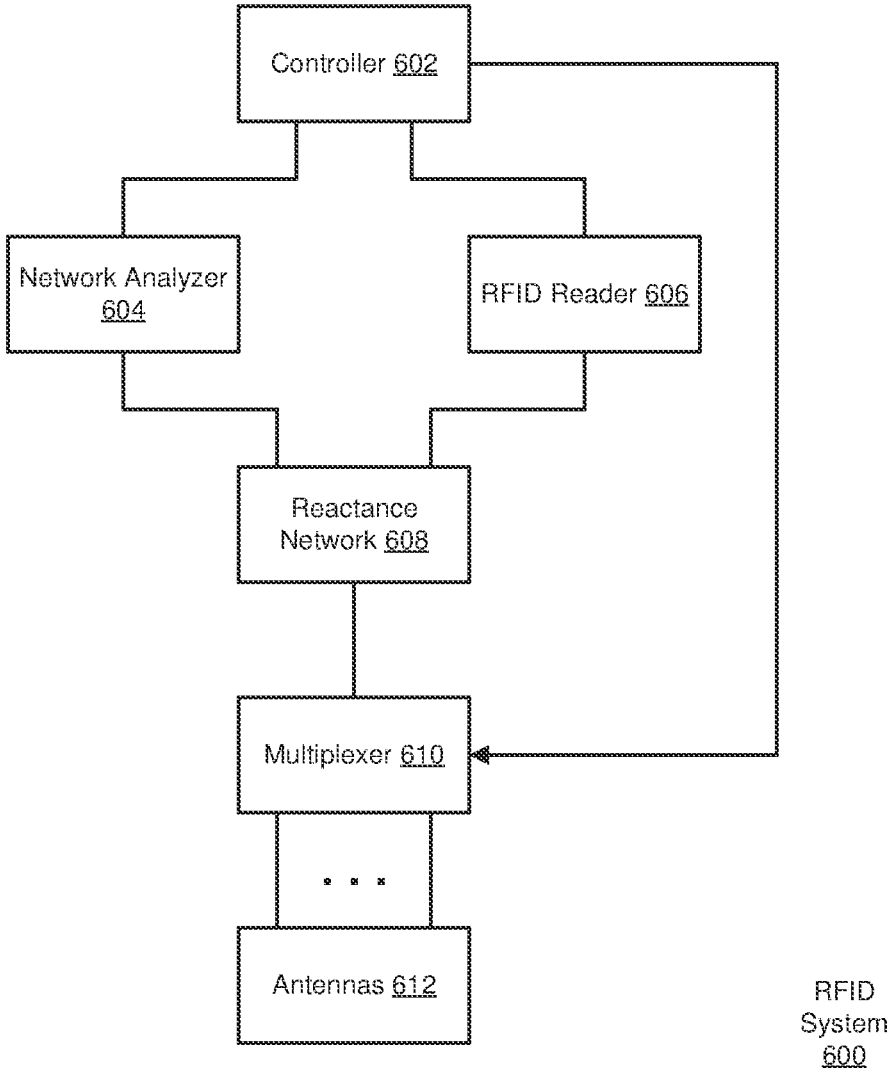 Controller 602
Network Analyzer
604
RFID Reader 606
Reactance
Network 608
Multiplexer 610
. . .
Antennas 612
RFID
System
600